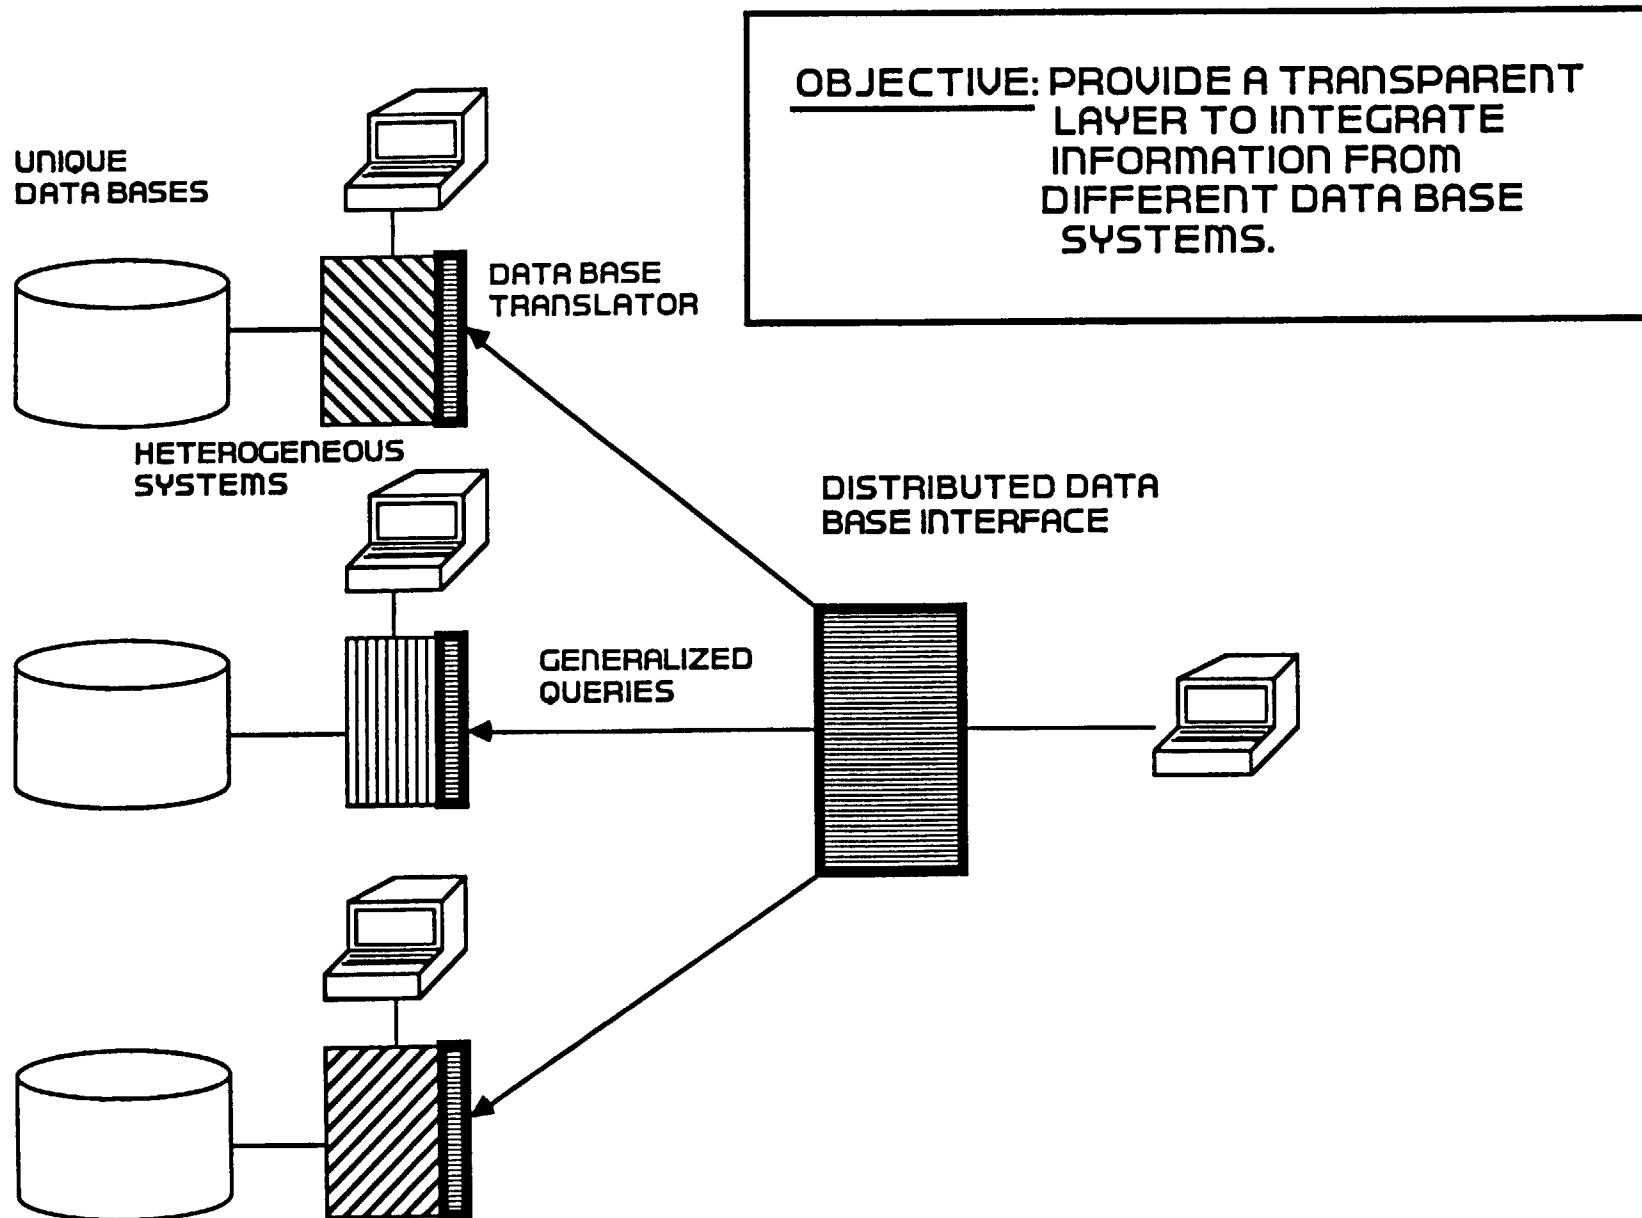 OBJECTIVE: PROVIDE A TRANSPARENT
LAYER TO INTEGRATE
INFORMATION FROM
DIFFERENT DATA BASE
SYSTEMS.
UNIQUE
DATA BASES
DATA BASE
TRANSLATOR
HETEROGENEOUS
SYSTEMS
DISTRIBUTED DATA
BASE INTERFACE
GENERALIZED
QUERIES